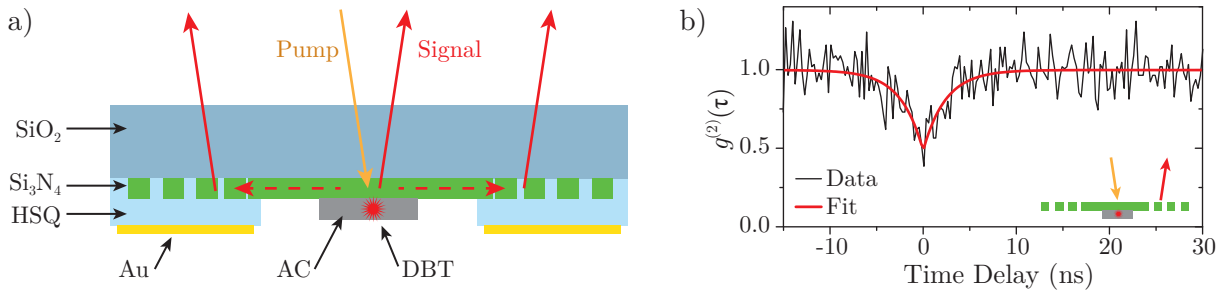 a)
Pump
Signal
SiO₂
Si₃N₄
HSQ
Au
AC
DBT
b)
g⁽²⁾(τ)
1.0
0.5
0.0
Data
Fit
-10
0
10
20
30
Time Delay (ns)